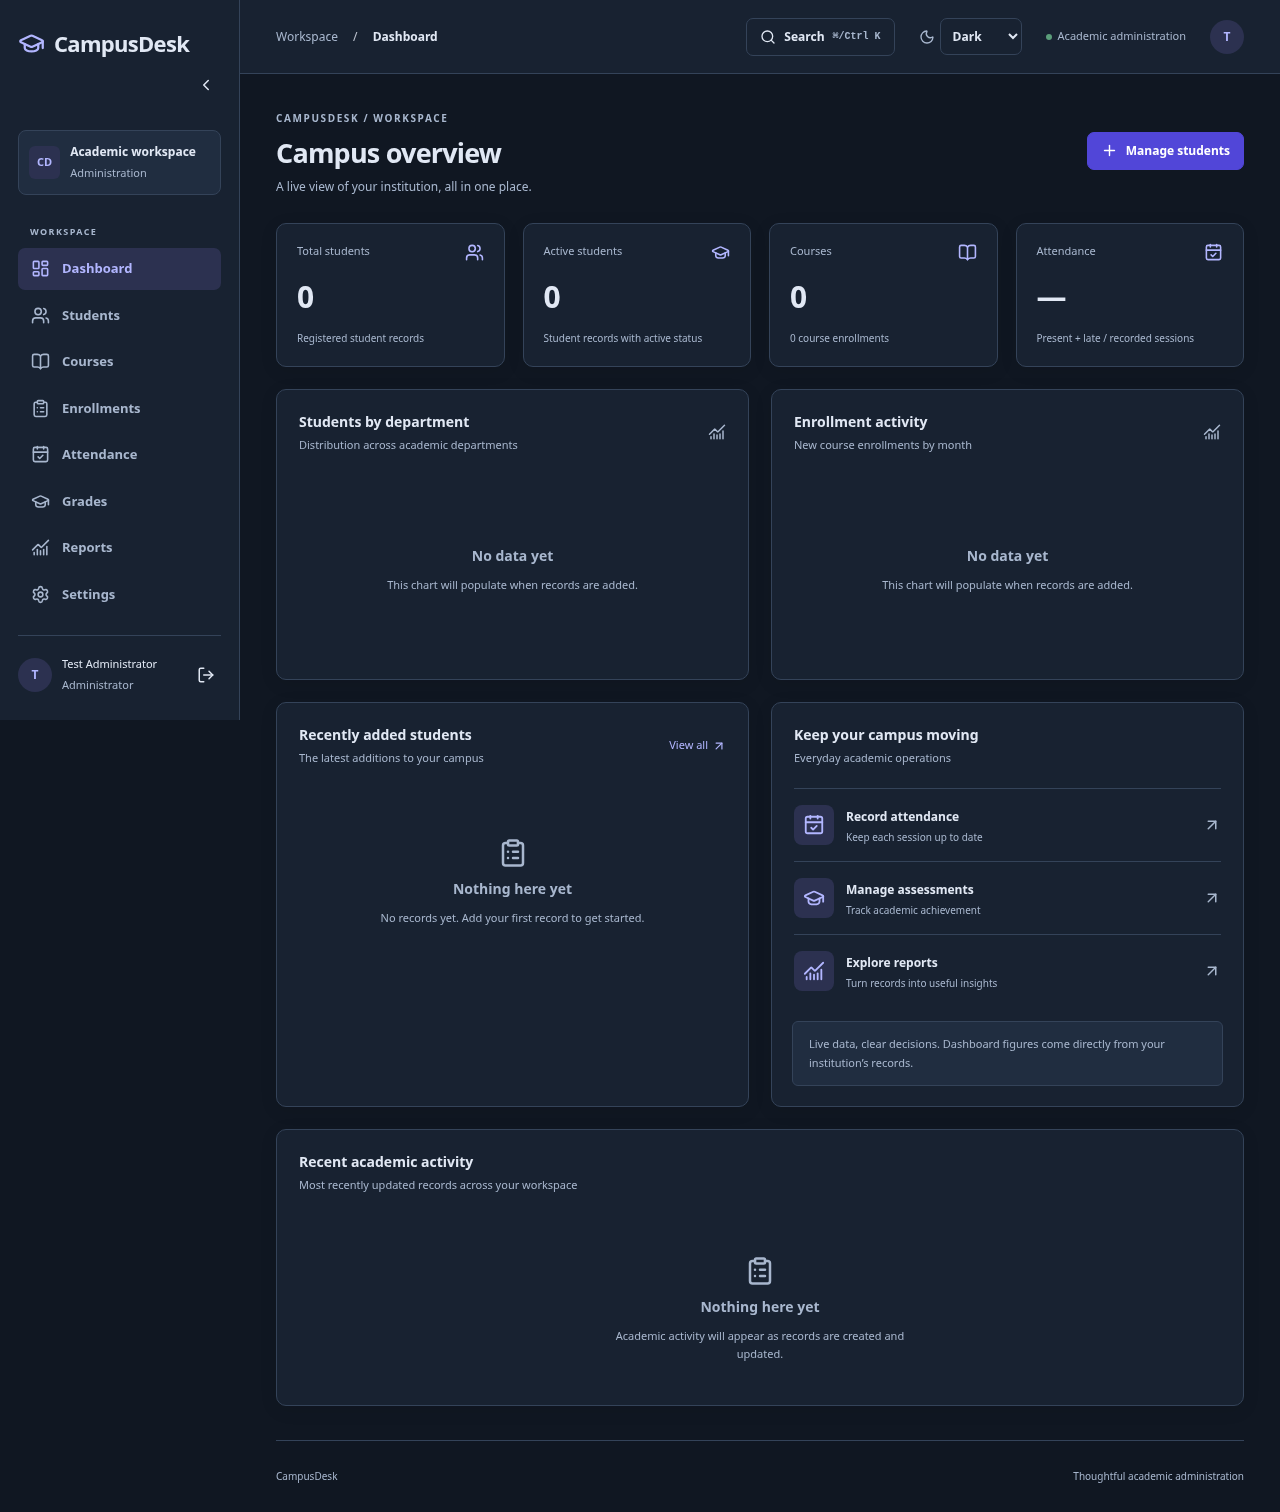 CampusDesk
CD
Academic workspace
Administration
WORKSPACE
Dashboard
Students
Courses
Enrollments
Attendance
Grades
Reports
Settings
T
Test Administrator
Administrator
Workspace / Dashboard
Search ⌘/Ctrl K
Dark
Academic administration
T
CAMPUSDESK / WORKSPACE
Campus overview
A live view of your institution, all in one place.
Manage students
Total students
0
Registered student records
Active students
0
Student records with active status
Courses
0
0 course enrollments
Attendance
—
Present + late / recorded sessions
Students by department
Distribution across academic departments
No data yet
This chart will populate when records are added.
Enrollment activity
New course enrollments by month
No data yet
This chart will populate when records are added.
Recently added students
The latest additions to your campus
View all
Nothing here yet
No records yet. Add your first record to get started.
Keep your campus moving
Everyday academic operations
Record attendance
Keep each session up to date
Manage assessments
Track academic achievement
Explore reports
Turn records into useful insights
Live data, clear decisions. Dashboard figures come directly from your
institution’s records.
Recent academic activity
Most recently updated records across your workspace
Nothing here yet
Academic activity will appear as records are created and
updated.
CampusDesk
Thoughtful academic administration